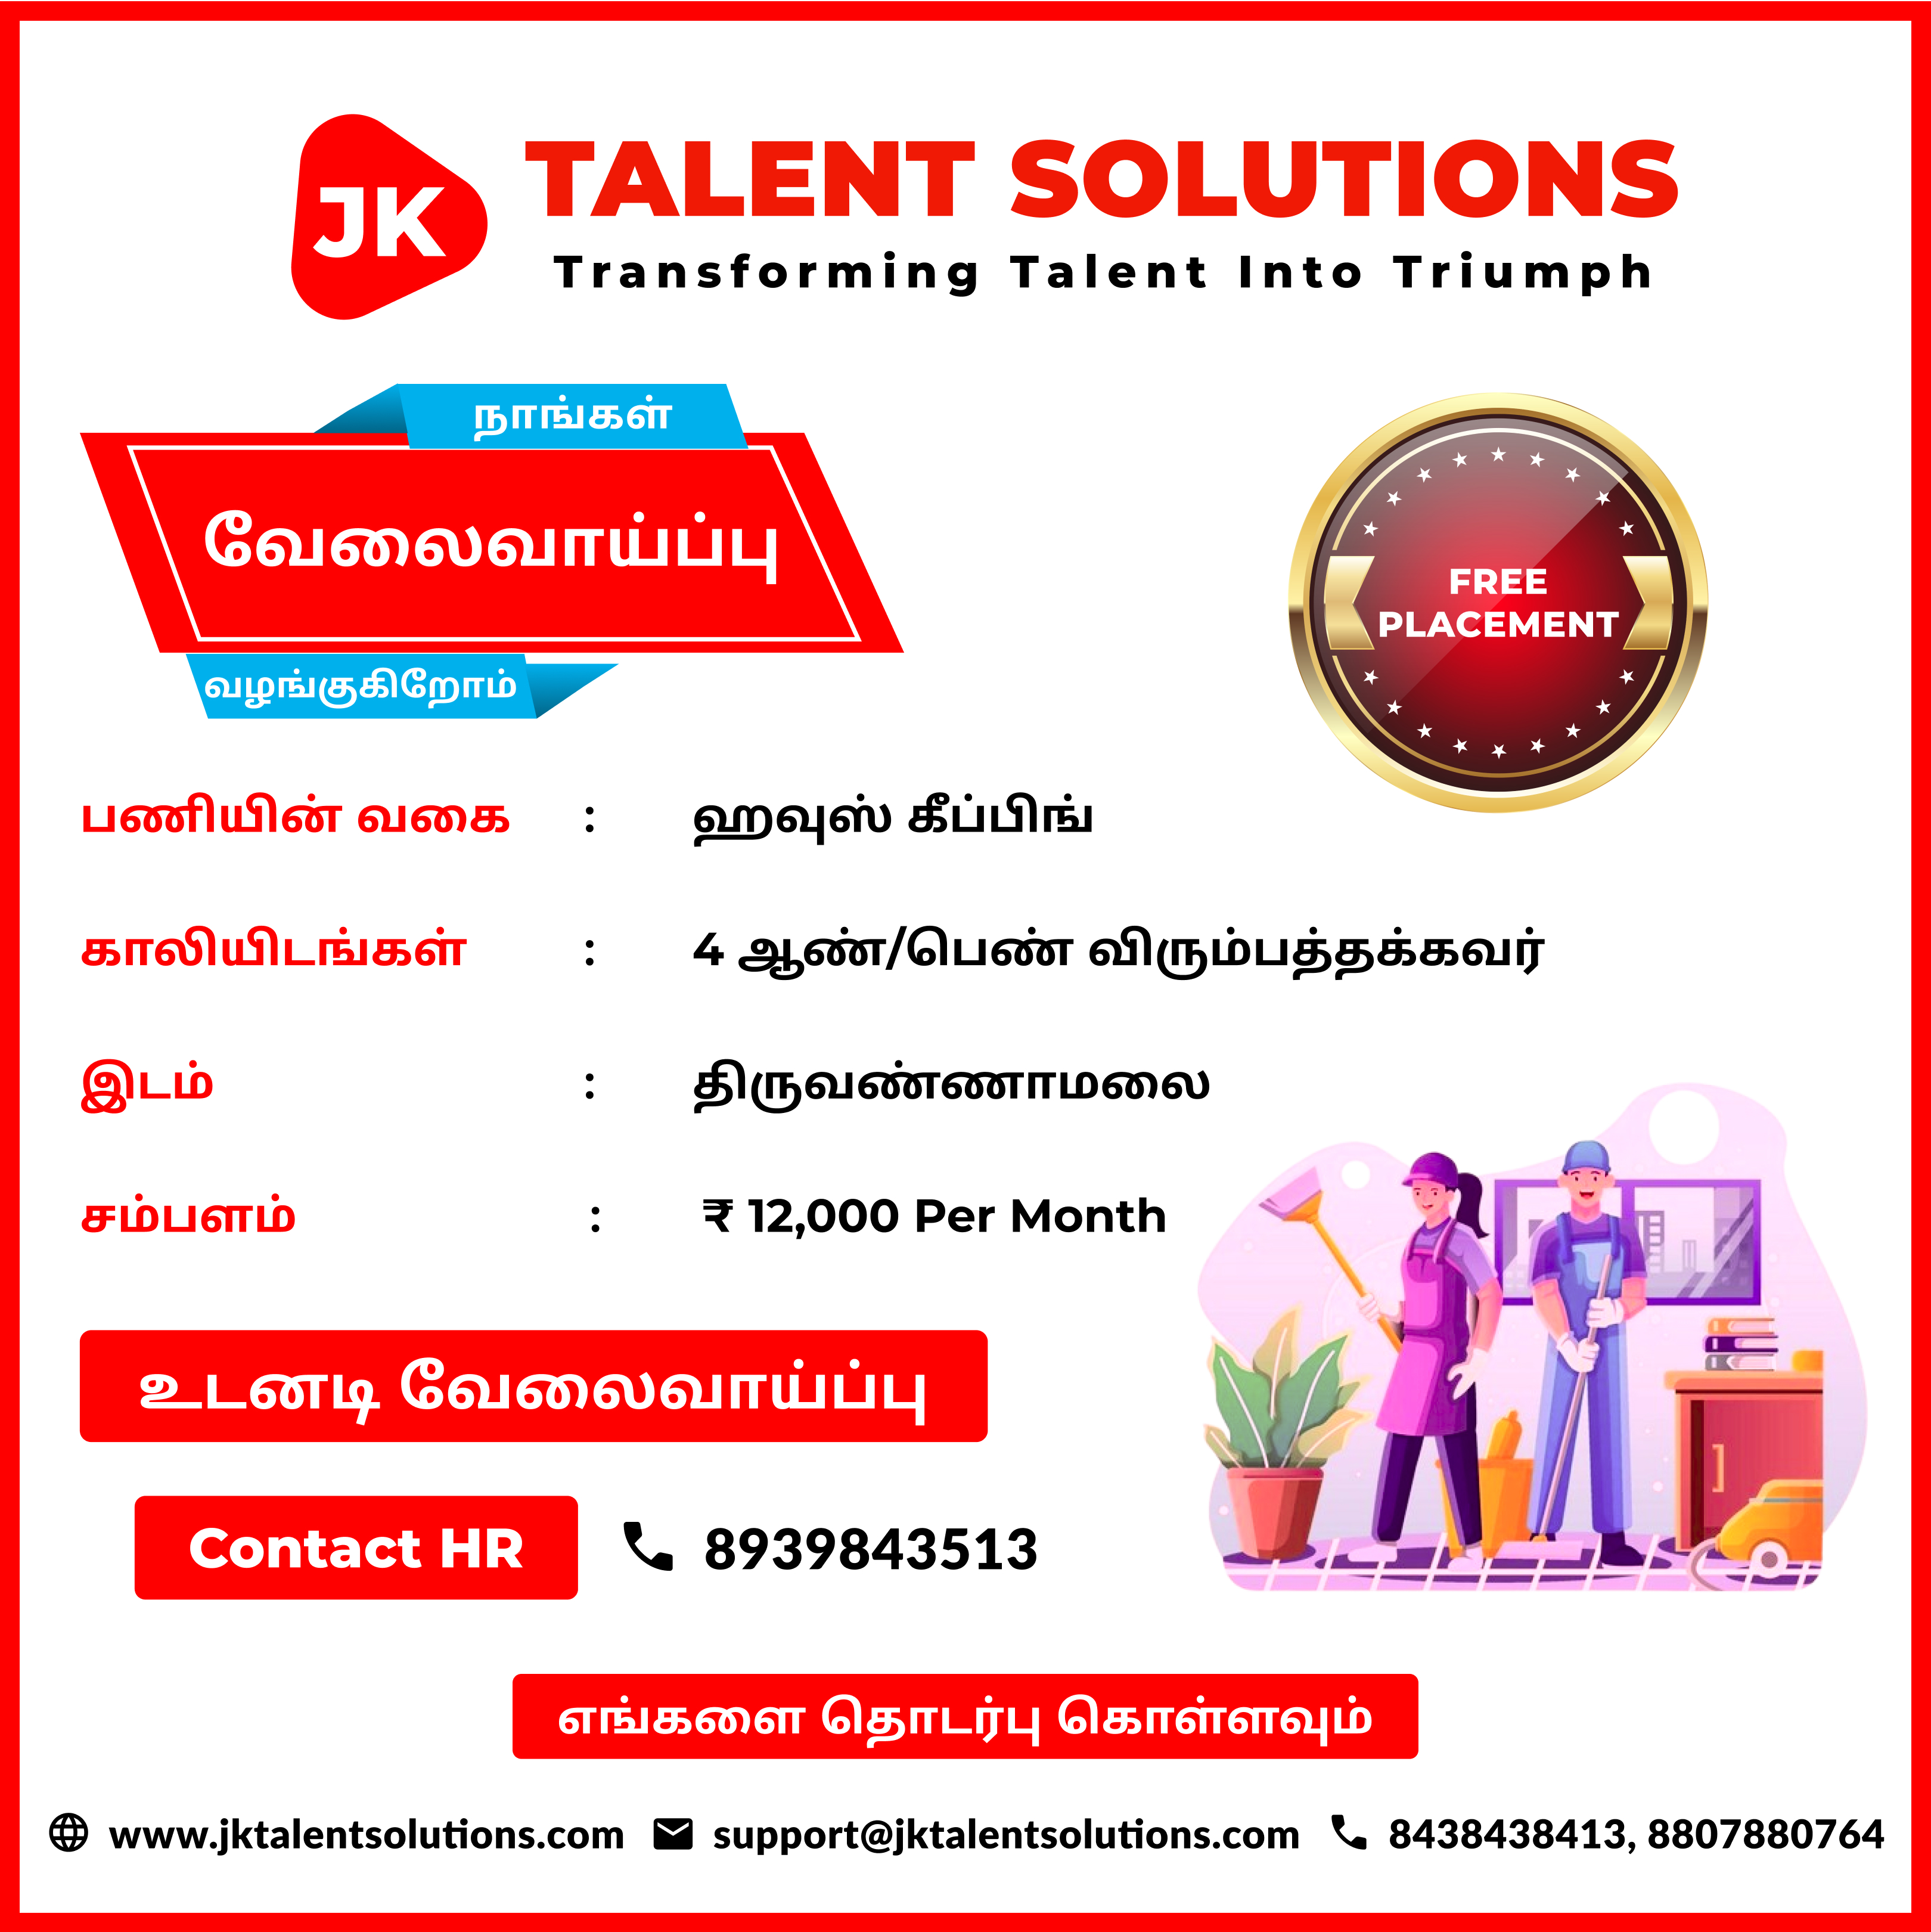 JK
TALENT SOLUTIONS
Transforming Talent Into Triumph
நாங்கள்
வேலைவாய்ப்பு
வழங்குகிறோம்
FREE
PLACEMENT
பணியின் வகை : ஹவுஸ் கீப்பிங்
காலியிடங்கள் : 4 ஆண்/பெண் விரும்பத்தக்கவர்
இடம் : திருவண்ணாமலை
சம்பளம் : ₹ 12,000 Per Month
உடனடி வேலைவாய்ப்பு
Contact HR 8939843513
எங்களை தொடர்பு கொள்ளவும்
www.jktalentsolutions.com support@jktalentsolutions.com 8438438413, 8807880764